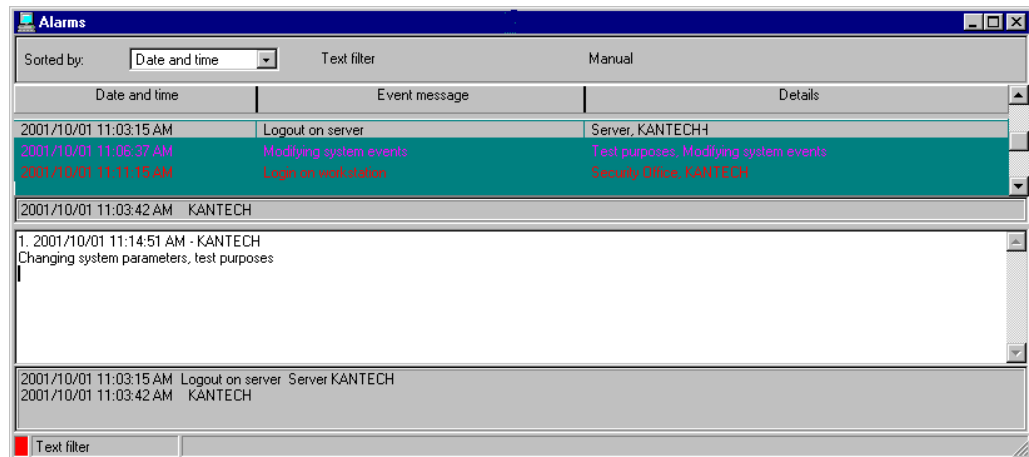 Alarms
Sorted by: Date and time Text filter Manual
Date and time Event message Details
2001/10/01 11:03:15 AM Logout on server Server, KANTECH
2001/10/01 11:06:37 AM Modifying system events Test purposes, Modifying system events
2001/10/01 11:11:15 AM Login on workstation Security Office, KANTECH
2001/10/01 11:03:42 AM KANTECH
1. 2001/10/01 11:14:51 AM - KANTECH
Changing system parameters, test purposes
2001/10/01 11:03:15 AM Logout on server Server KANTECH
2001/10/01 11:03:42 AM KANTECH
Text filter